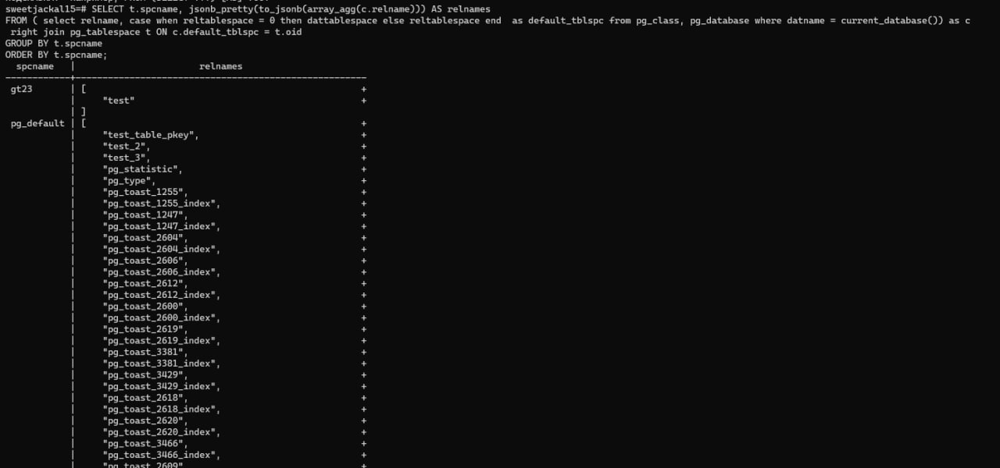 sweetjackal15=# SELECT t.spcname, jsonb_pretty(to_jsonb(array_agg(c.relname))) AS relnames
FROM ( select relname, case when reltablespace = 0 then dattablespace else reltablespace end  as default_tblspc from pg_class, pg_database where datname = current_database()) as c
 right join pg_tablespace t ON c.default_tblspc = t.oid
GROUP BY t.spcname
ORDER BY t.spcname;
  spcname   |                       relnames
------------+------------------------------------------------------
 gt23       | [                                                   +
            |     "test"                                          +
            | ]
 pg_default | [                                                   +
            |     "test_table_pkey",                              +
            |     "test_2",                                       +
            |     "test_3",                                       +
            |     "pg_statistic",                                 +
            |     "pg_type",                                      +
            |     "pg_toast_1255",                                +
            |     "pg_toast_1255_index",                          +
            |     "pg_toast_1247",                                +
            |     "pg_toast_1247_index",                          +
            |     "pg_toast_2604",                                +
            |     "pg_toast_2604_index",                          +
            |     "pg_toast_2606",                                +
            |     "pg_toast_2606_index",                          +
            |     "pg_toast_2612",                                +
            |     "pg_toast_2612_index",                          +
            |     "pg_toast_2600",                                +
            |     "pg_toast_2600_index",                          +
            |     "pg_toast_2619",                                +
            |     "pg_toast_2619_index",                          +
            |     "pg_toast_3381",                                +
            |     "pg_toast_3381_index",                          +
            |     "pg_toast_3429",                                +
            |     "pg_toast_3429_index",                          +
            |     "pg_toast_2618",                                +
            |     "pg_toast_2618_index",                          +
            |     "pg_toast_2620",                                +
            |     "pg_toast_2620_index",                          +
            |     "pg_toast_3466",                                +
            |     "pg_toast_3466_index",                          +
            |     "pg_toast_2609"                                 +